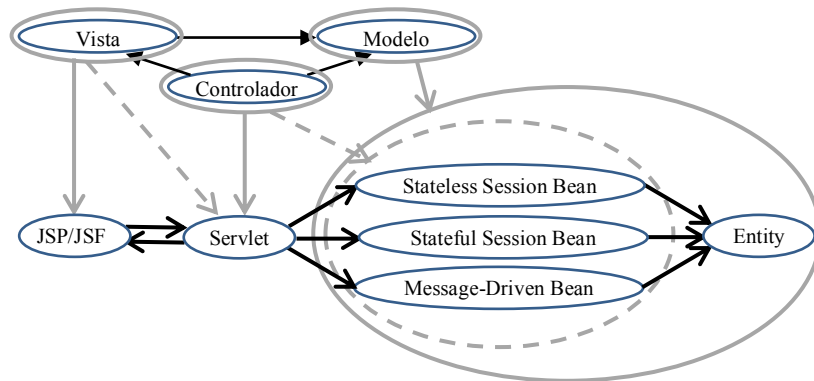 Vista
Modelo
Controlador
Stateless Session Bean
JSP/JSF
Servlet
Stateful Session Bean
Entity
Message-Driven Bean